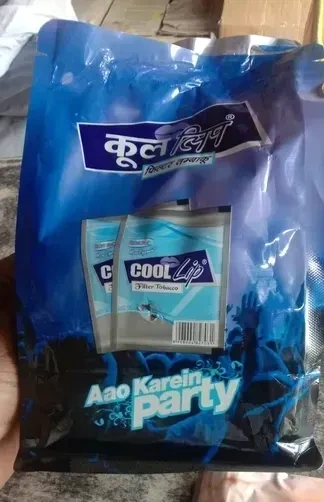 कूल लिप®
फिल्टर तम्बाकू
COOL Lip®
Filter Tobacco
Aao Karein
Party